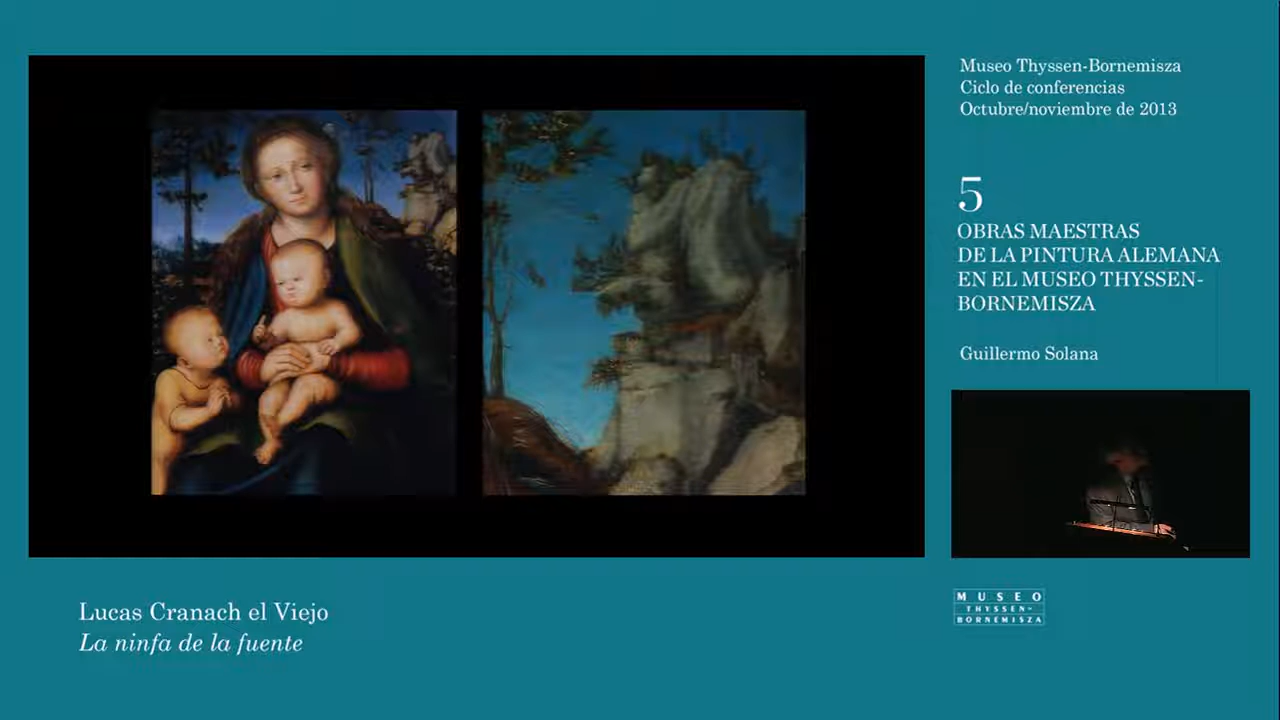 Museo Thyssen-Bornemisza
Ciclo de conferencias
Octubre/noviembre de 2013
5
OBRAS MAESTRAS
DE LA PINTURA ALEMANA
EN EL MUSEO THYSSEN-
BORNEMISZA
Guillermo Solana
Lucas Cranach el Viejo
La ninfa de la fuente
MUSEO
THYSSEN-
BORNEMISZA